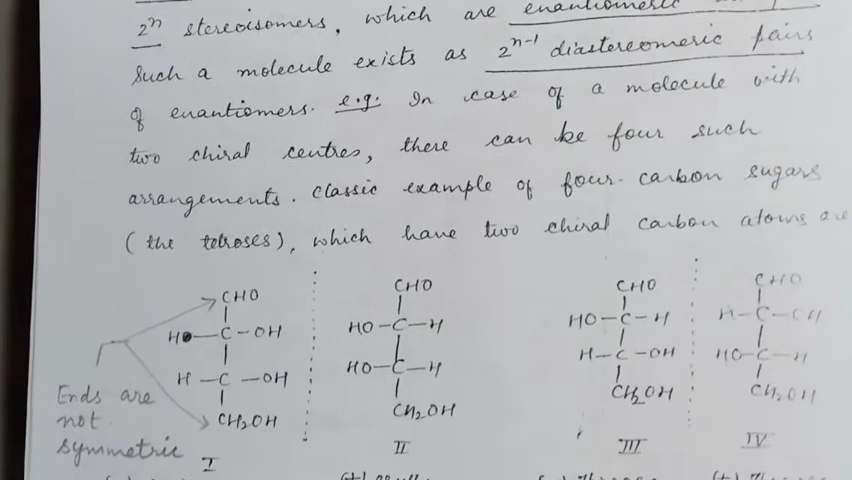 2ⁿ stereoisomers, which are enantiomeric
Such a molecule exists as 2ⁿ⁻¹ diastereomeric pairs
of enantiomers. e.g: In case of a molecule with
two chiral centres, there can be four such
arrangements. classic example of four-carbon sugars
(the tetroses), which have two chiral carbon atoms are
CHO CHO CHO CHO
H—C—OH HO—C—H HO—C—H H—C—OH
H—C—OH HO—C—H H—C—OH HO—C—H
CH₂OH CH₂OH CH₂OH CH₂OH
Ends are
not
symmetric
I II III IV